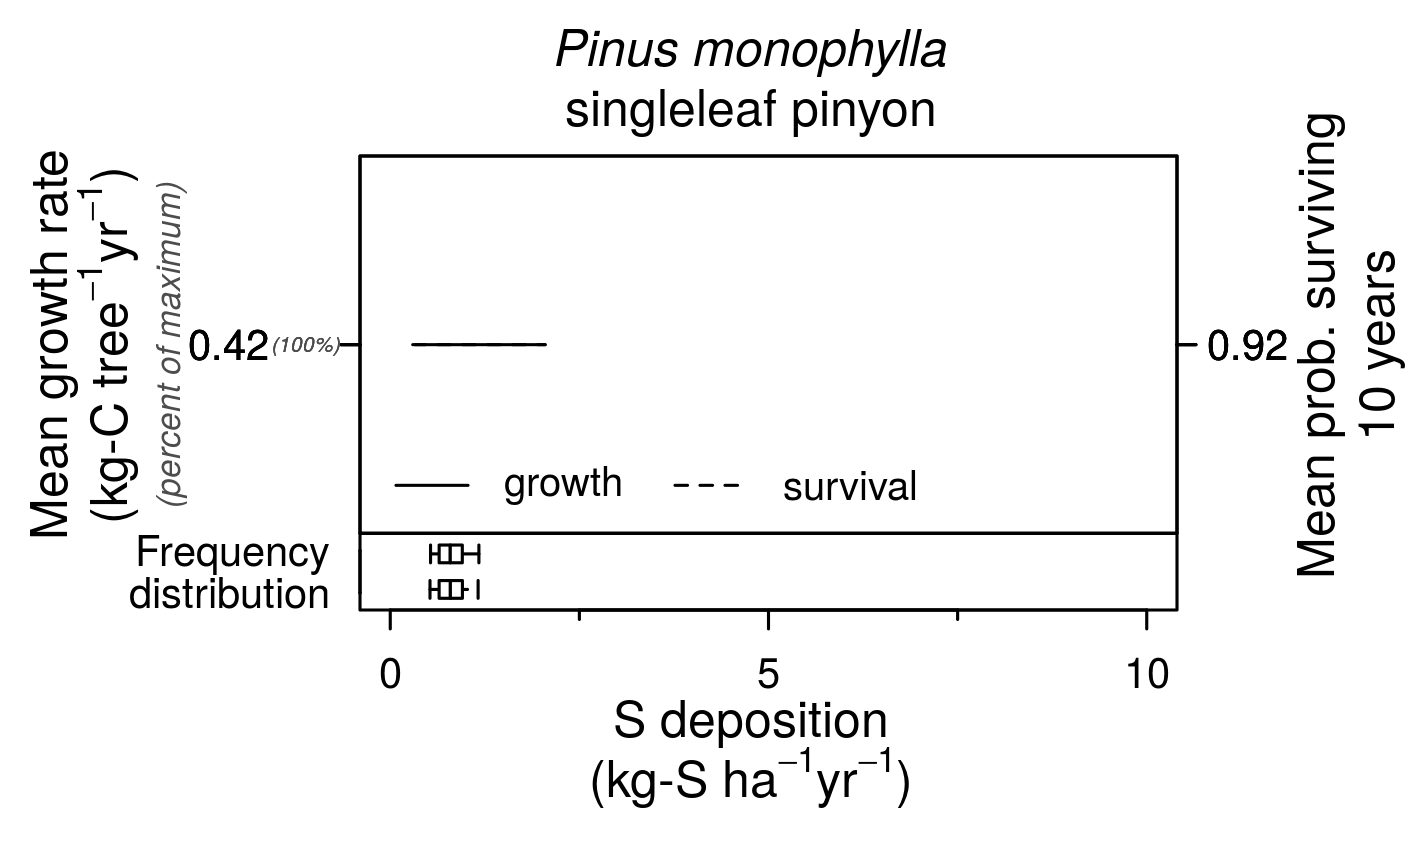 Pinus monophylla
singleleaf pinyon
Mean growth rate
(kg-C tree⁻¹yr⁻¹)
(percent of maximum)
0.42 (100%)
0.92
Mean prob. surviving
10 years
growth
survival
Frequency
distribution
0 5 10
S deposition
(kg-S ha⁻¹yr⁻¹)